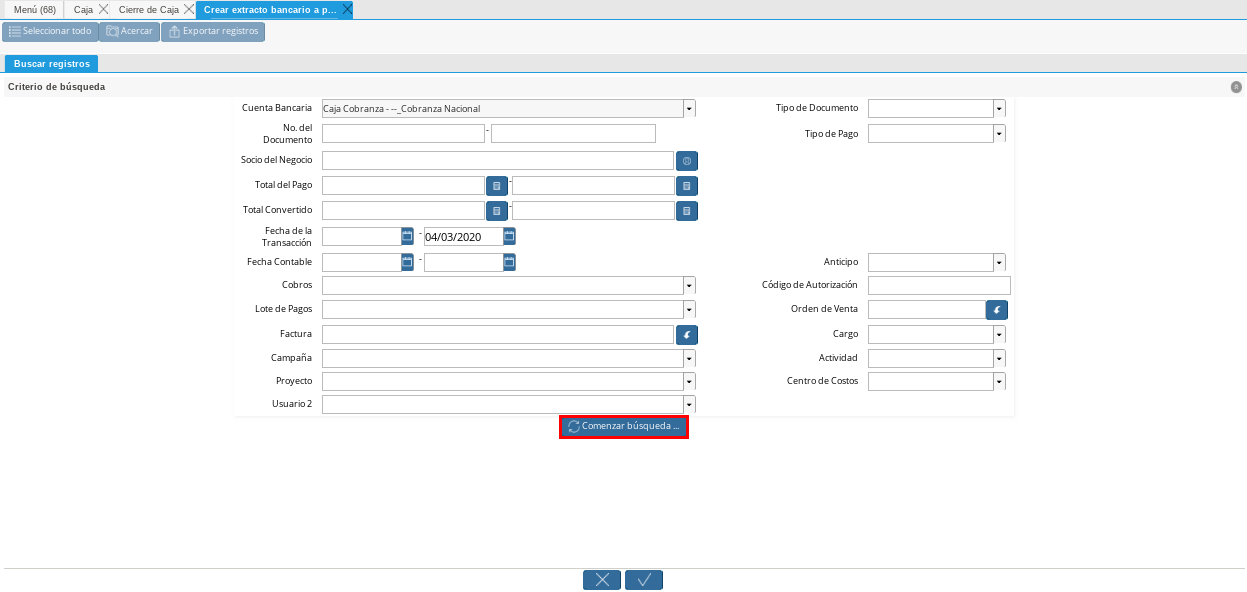 Menú (68) Caja Cierre de Caja Crear extracto bancario a p...
Seleccionar todo Acercar Exportar registros
Buscar registros
Criterio de búsqueda
Cuenta Bancaria Caja Cobranza - --_Cobranza Nacional Tipo de Documento
No. del
Documento - Tipo de Pago
Socio del Negocio
Total del Pago -
Total Convertido -
Fecha de la
Transacción - 04/03/2020
Fecha Contable - Anticipo
Cobros Código de Autorización
Lote de Pagos Orden de Venta
Factura Cargo
Campaña Actividad
Proyecto Centro de Costos
Usuario 2
Comenzar búsqueda ...